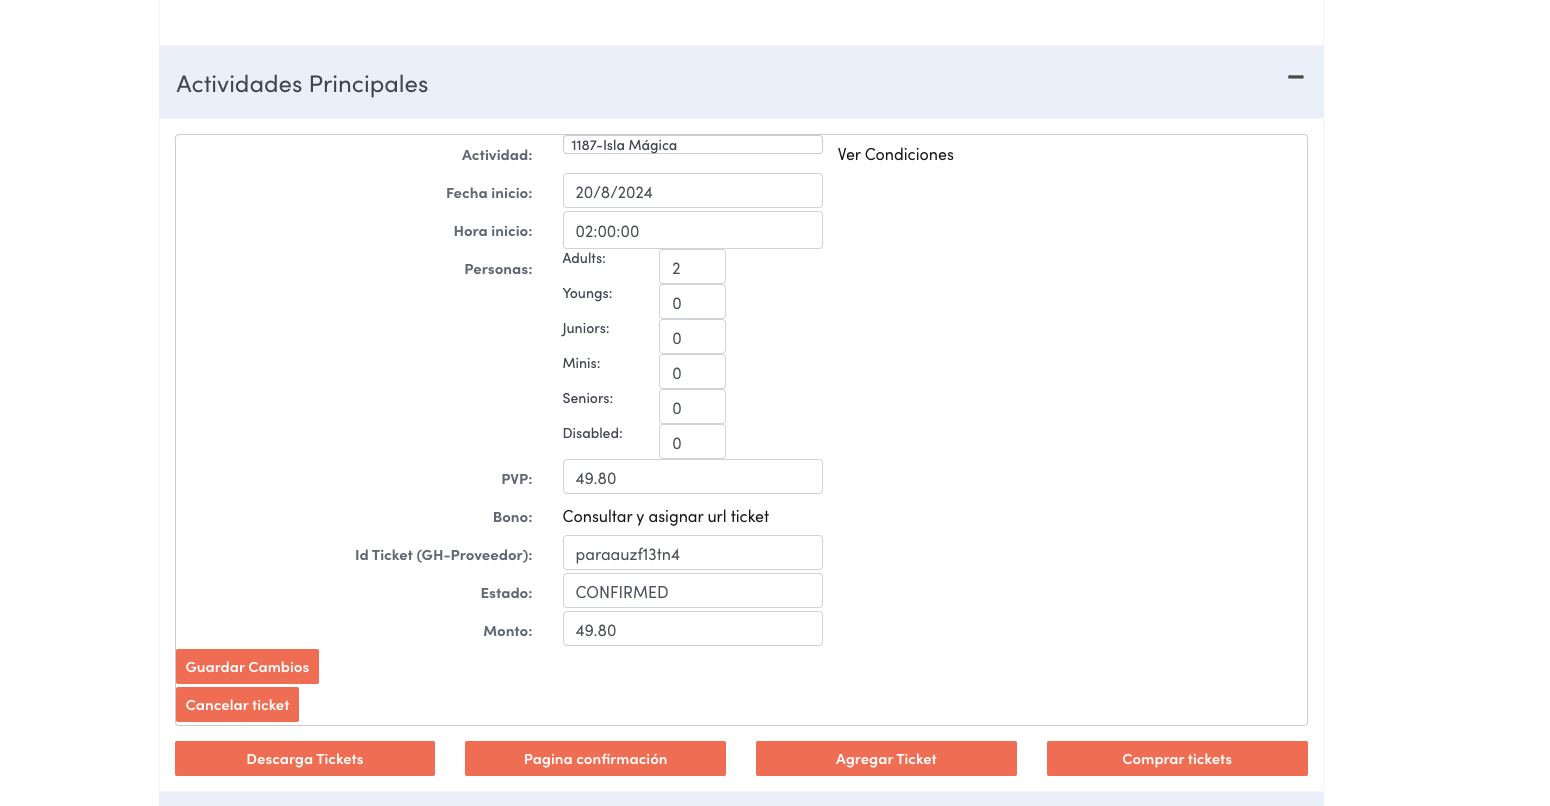 Actividades Principales
Actividad: 1187-Isla Mágica Ver Condiciones
Fecha inicio: 20/8/2024
Hora inicio: 02:00:00
Personas: Adults: 2
Youngs: 0
Juniors: 0
Minis: 0
Seniors: 0
Disabled: 0
PVP: 49.80
Bono: Consultar y asignar url ticket
Id Ticket (GH-Proveedor): paraauzf13tn4
Estado: CONFIRMED
Monto: 49.80
Guardar Cambios
Cancelar ticket
Descarga Tickets Pagina confirmación Agregar Ticket Comprar tickets